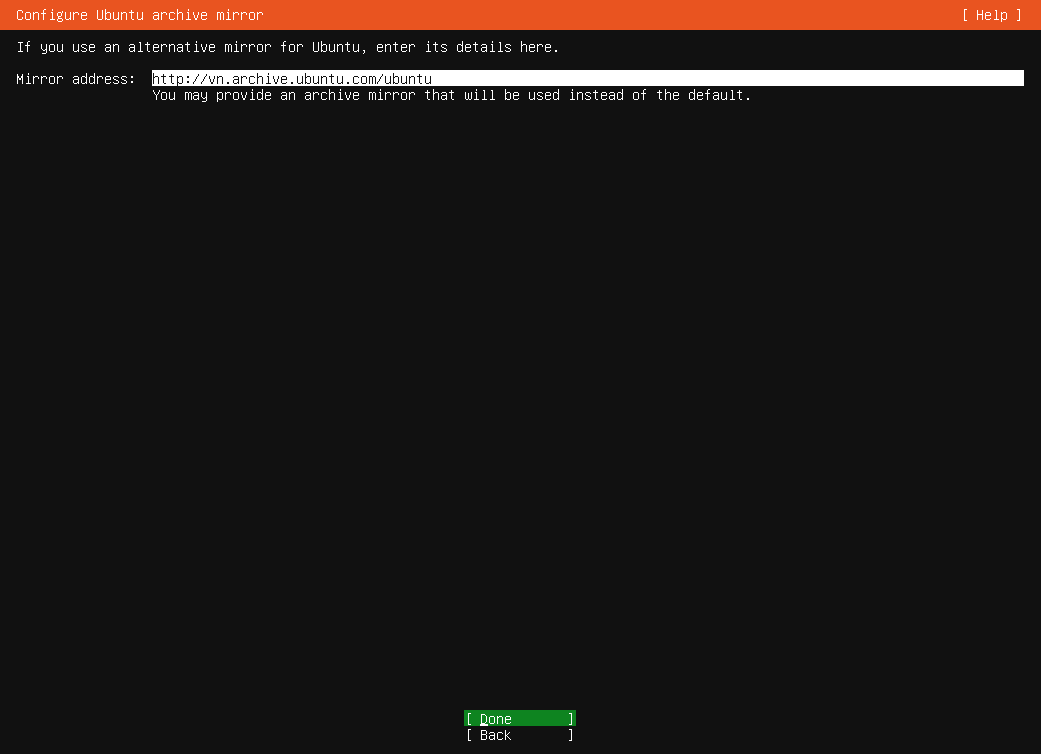 Configure Ubuntu archive mirror [ Help ]
If you use an alternative mirror for Ubuntu, enter its details here.
Mirror address: http://vn.archive.ubuntu.com/ubuntu
You may provide an archive mirror that will be used instead of the default.
[ Done ]
[ Back ]